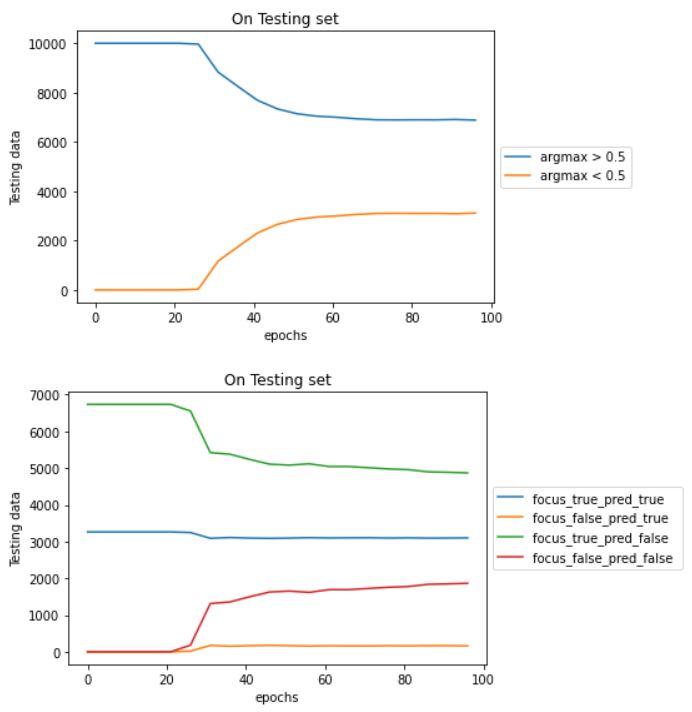 On Testing set
10000
8000
6000
4000
2000
0
Testing data
0 20 40 60 80 100
epochs
argmax > 0.5
argmax < 0.5
On Testing set
7000
6000
5000
4000
3000
2000
1000
0
Testing data
0 20 40 60 80 100
epochs
focus_true_pred_true
focus_false_pred_true
focus_true_pred_false
focus_false_pred_false